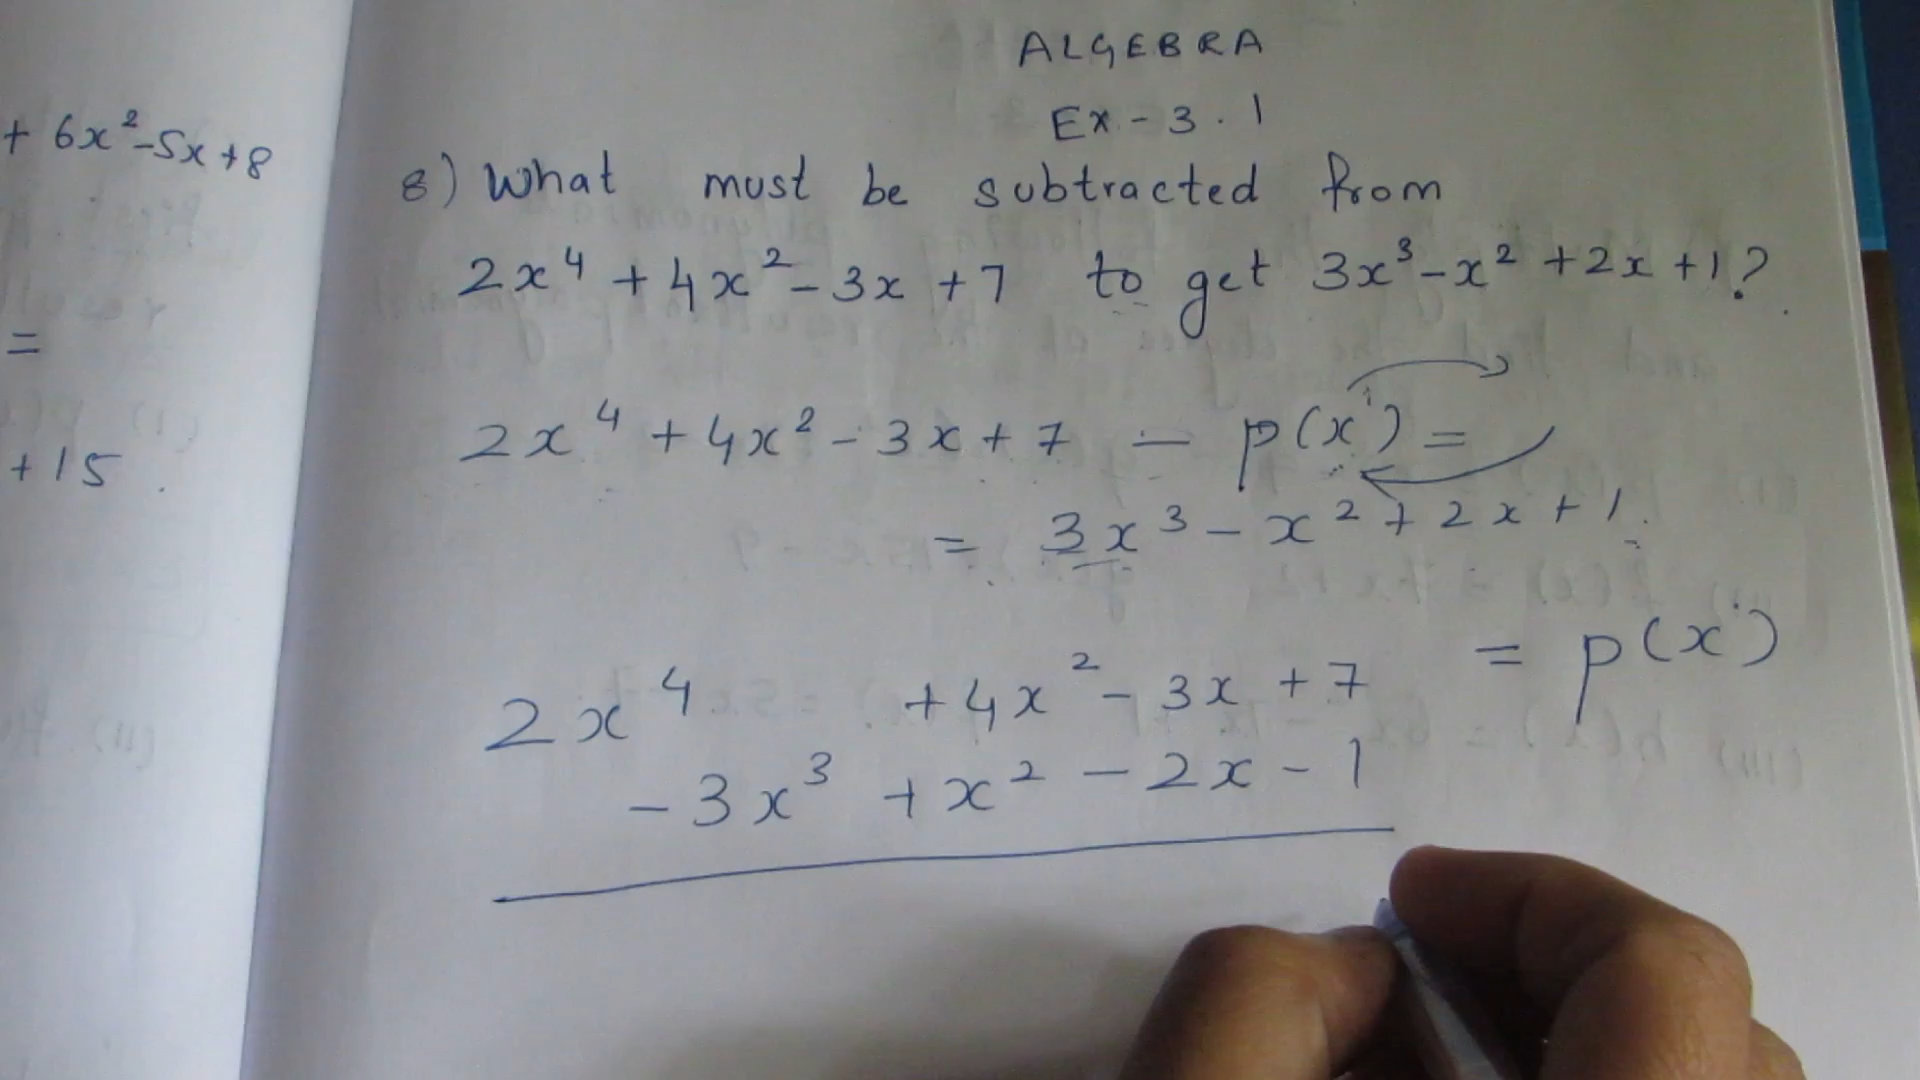 + 6x²-5x+8
=
+15.
ALGEBRA
Ex - 3.1
8) What must be subtracted from
2x⁴ + 4x² - 3x + 7 to get 3x³ - x² + 2x + 1?
2x⁴ + 4x² - 3x + 7 - p(x) =
= 3x³ - x² + 2x + 1.
2x⁴ + 4x² - 3x + 7 = p(x)
- 3x³ + x² - 2x - 1